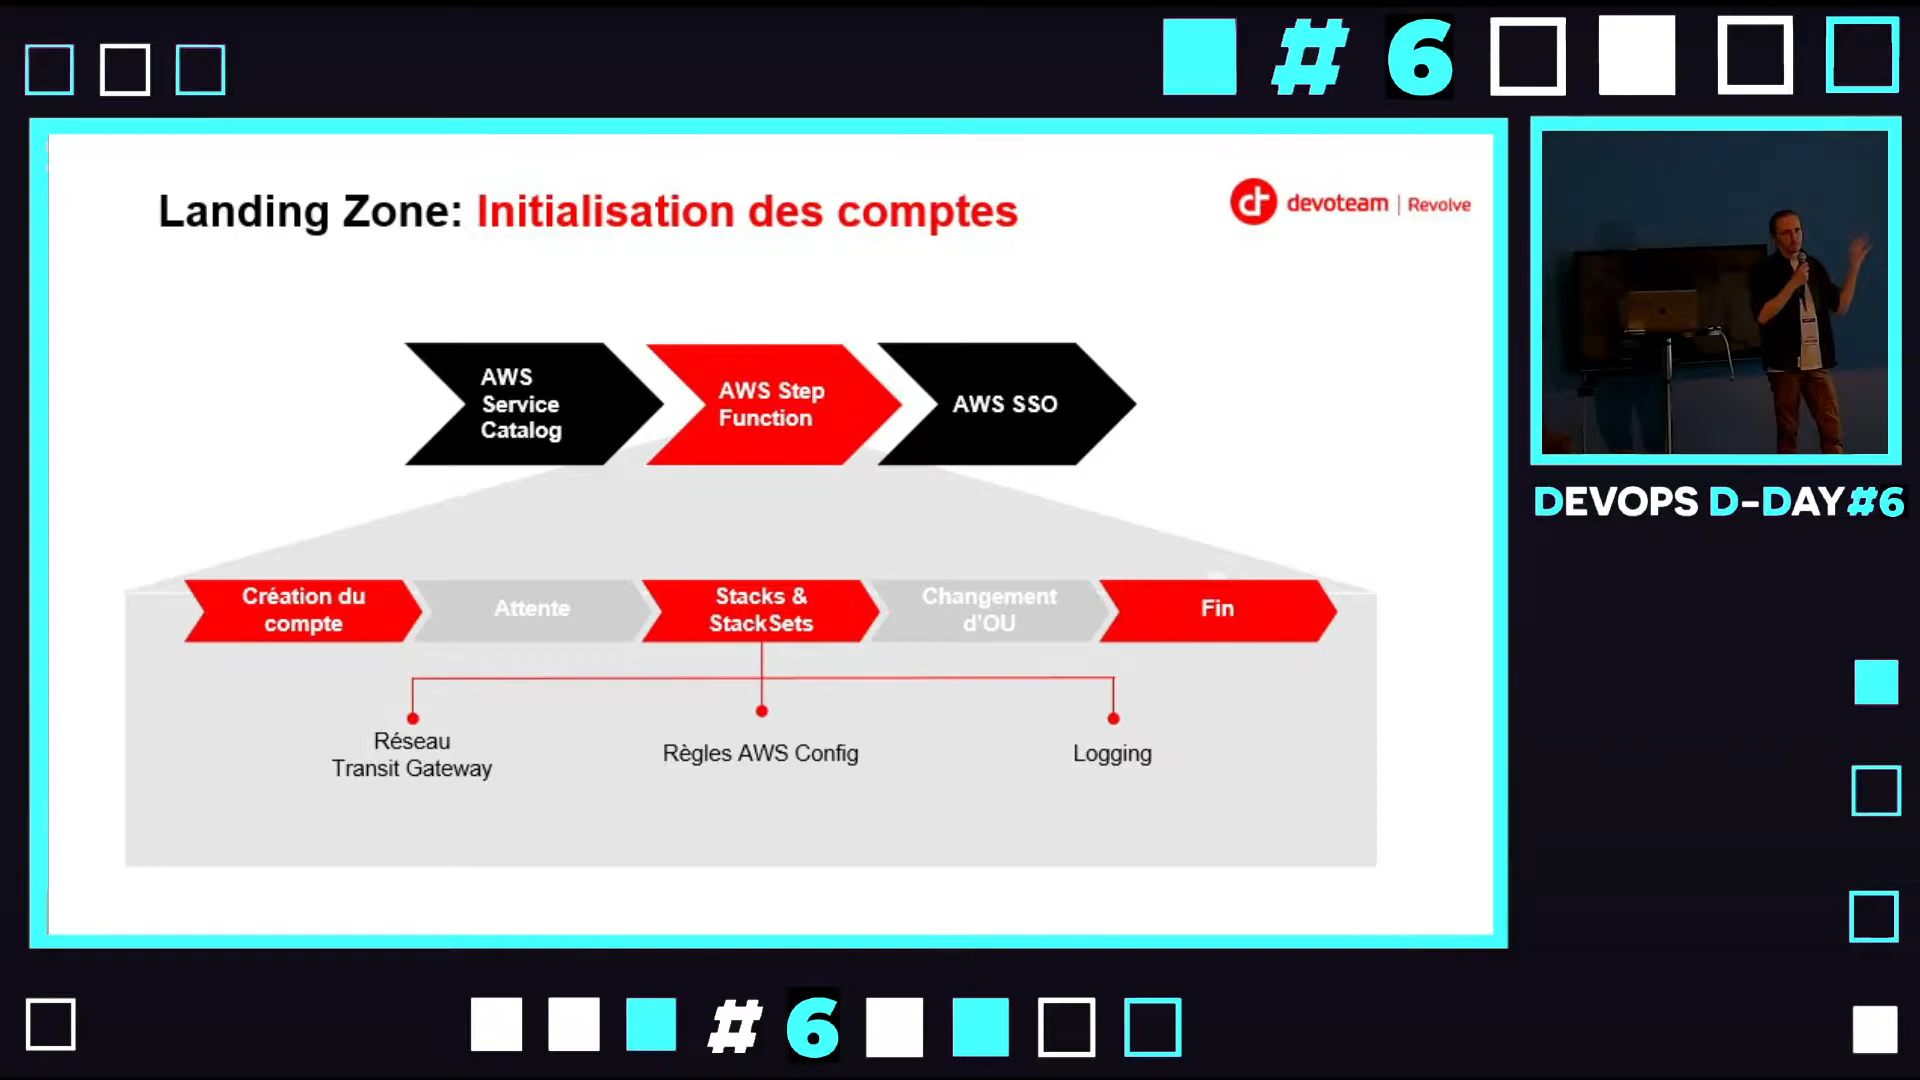 # 6
Landing Zone: Initialisation des comptes
devoteam | Revolve
AWS
Service
Catalog
AWS Step
Function
AWS SSO
Création du
compte
Attente
Stacks &
StackSets
Changement
d'OU
Fin
Réseau
Transit Gateway
Règles AWS Config
Logging
DEVOPS D-DAY#6
# 6